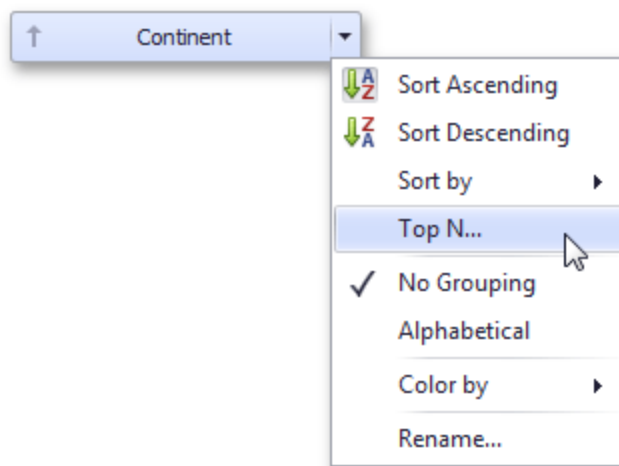 Continent
Sort Ascending
Sort Descending
Sort by
Top N...
No Grouping
Alphabetical
Color by
Rename...